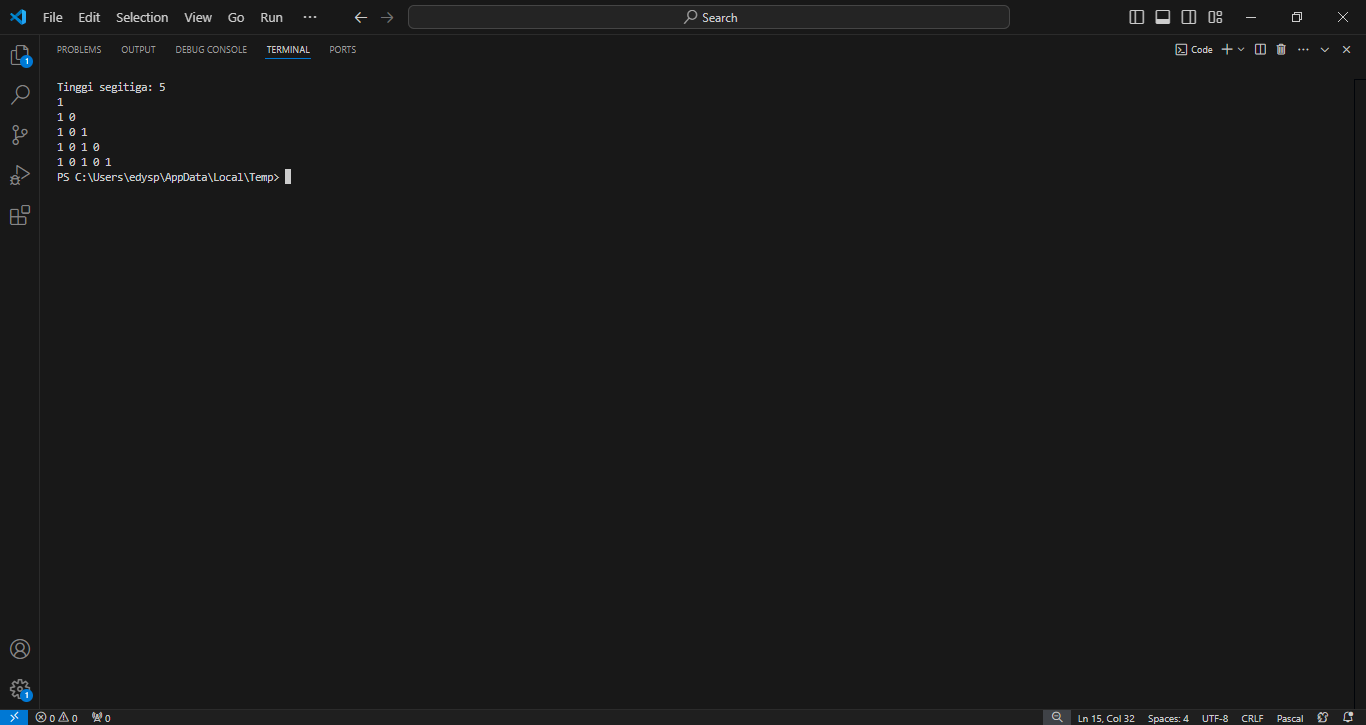 File Edit Selection View Go Run ··· Search
PROBLEMS OUTPUT DEBUG CONSOLE TERMINAL PORTS Code
1
Tinggi segitiga: 5
1
1 0
1 0 1
1 0 1 0
1 0 1 0 1
PS C:\Users\edysp\AppData\Local\Temp>
1
0 0 0 Ln 15, Col 32 Spaces: 4 UTF-8 CRLF Pascal